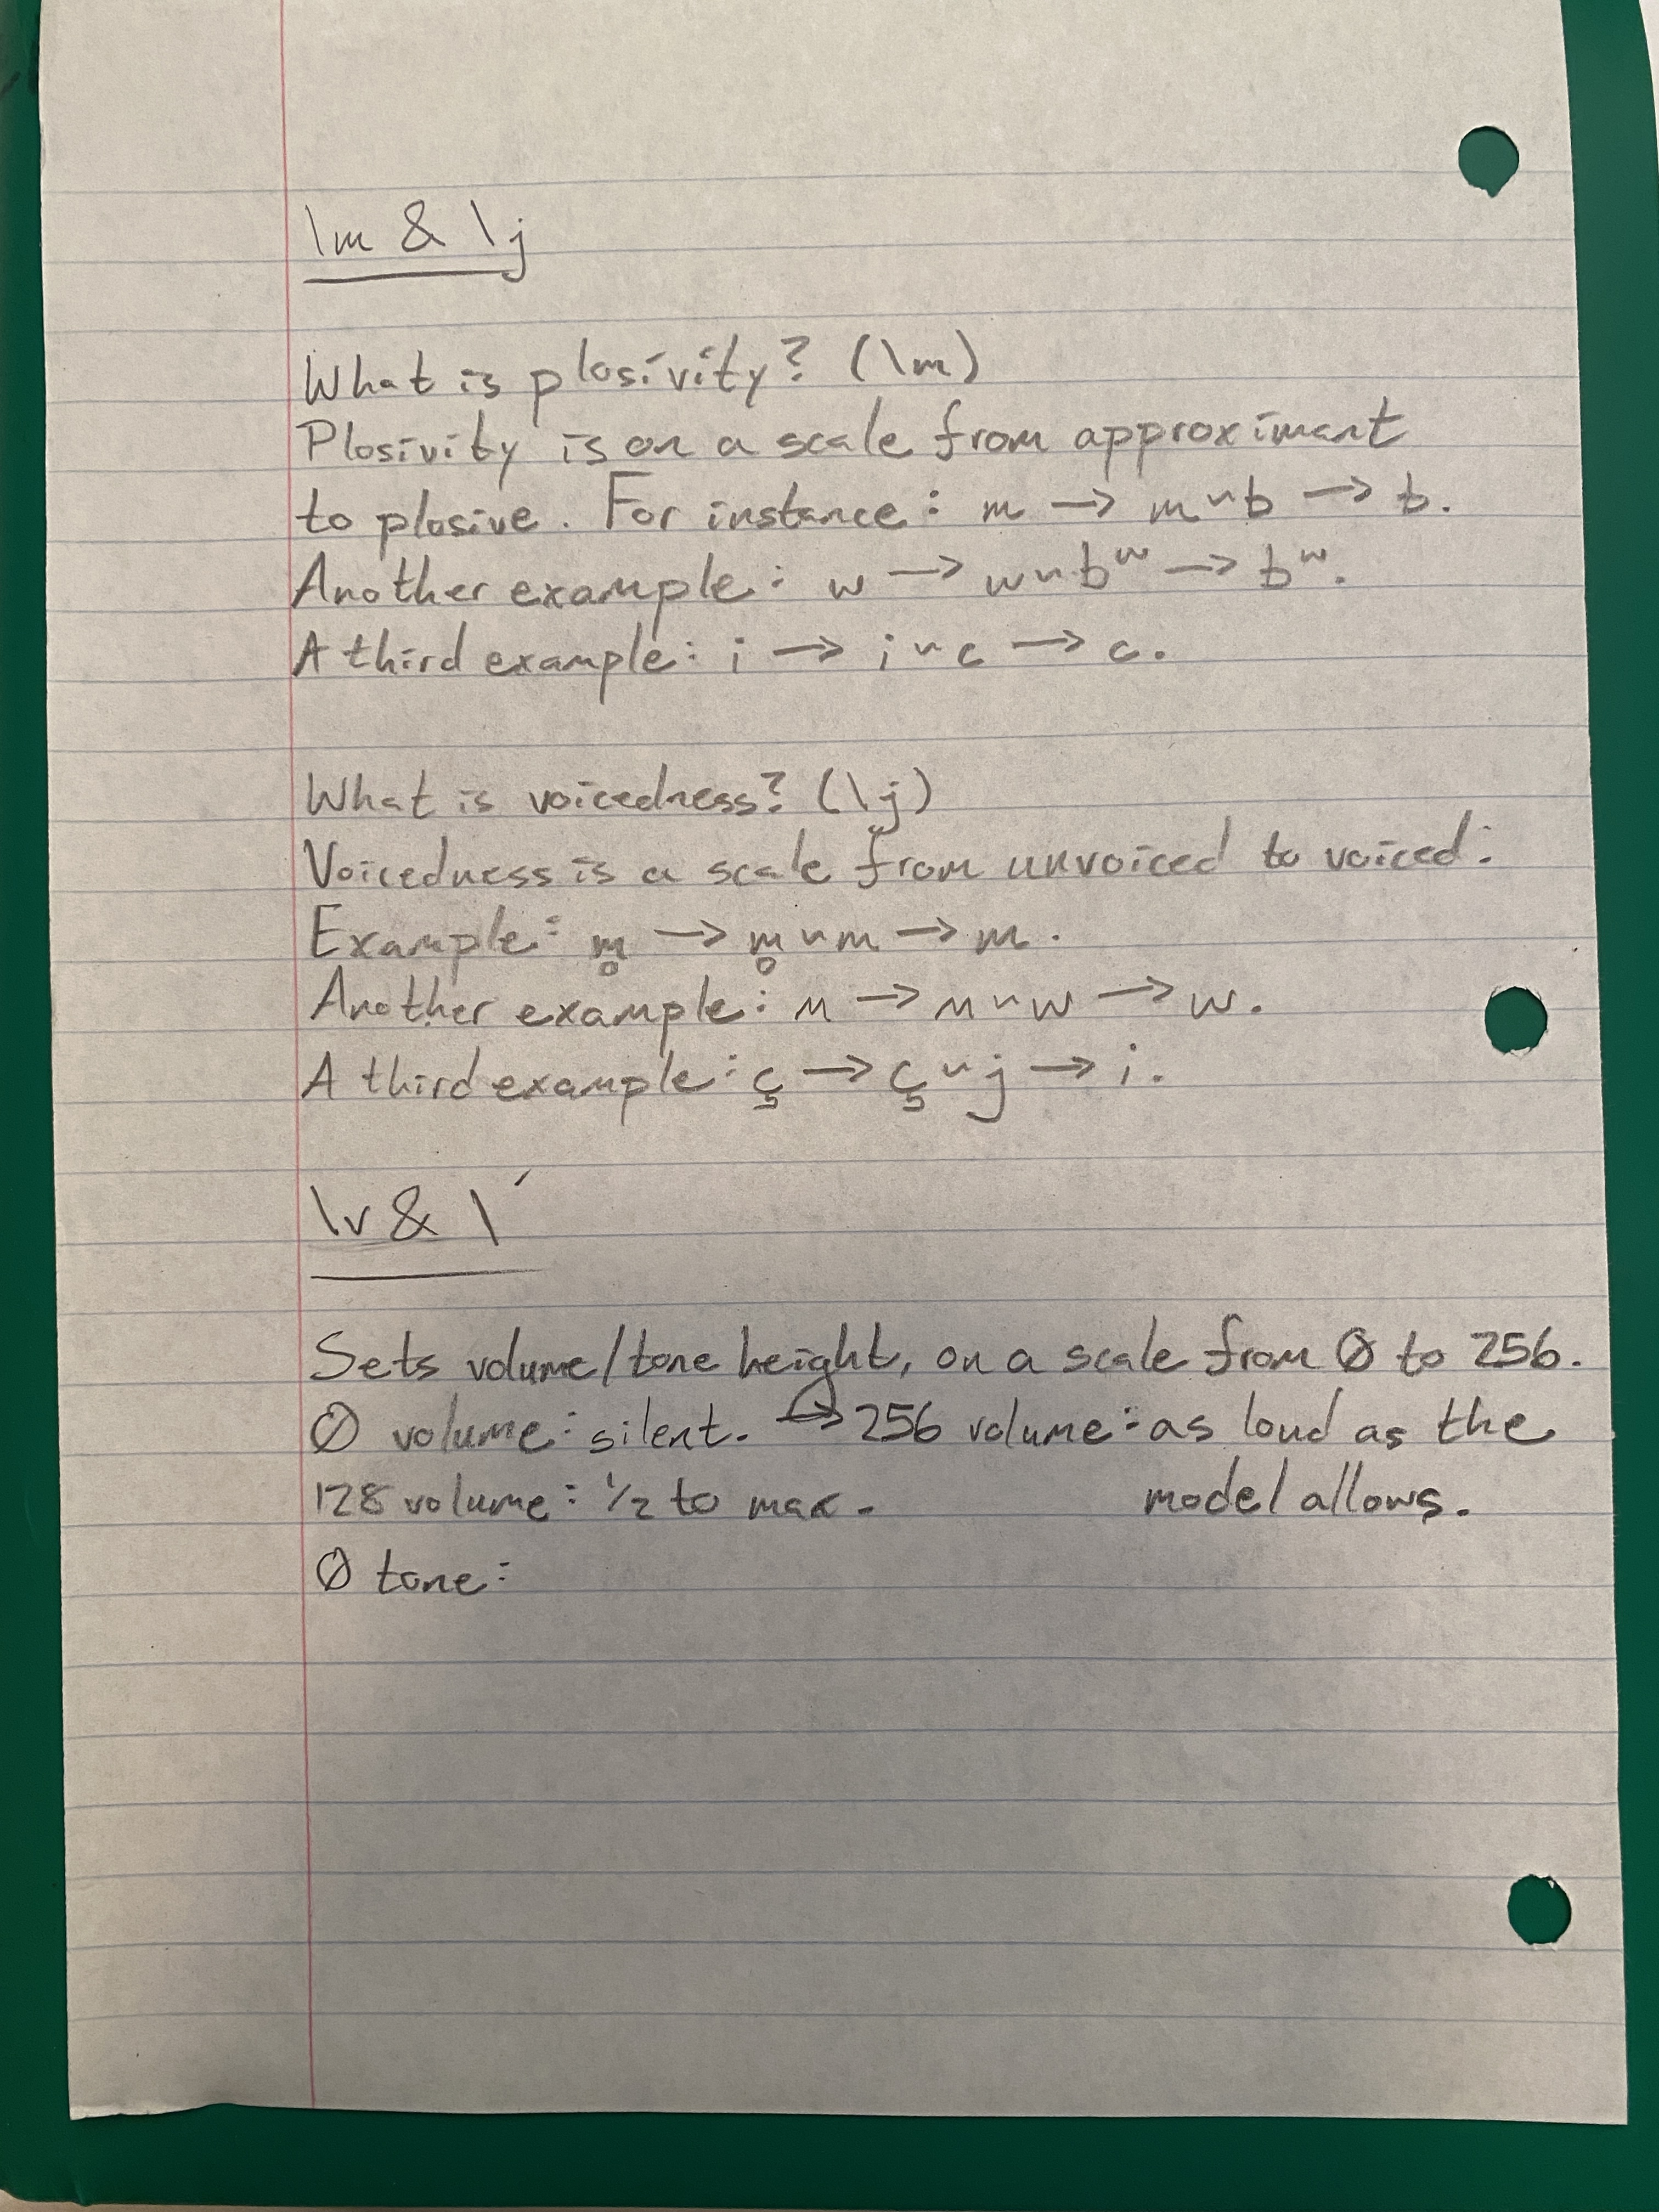 \m & \j
What is plosivity? (\m)
Plosivity is on a scale from approximant
to plosive. For instance: m → m~b → b.
Another example: w → w~bʷ → bʷ.
A third example: i → i~c → c.
What is voicedness? (\j)
Voicedness is a scale from unvoiced to voiced:
Example: m̥ → m̥~m → m.
Another example: ʍ → ʍ~w → w.
A third example: ç → ç~j → i.
\v & \´
Sets volume/tone height, on a scale from 0 to 256.
0 volume: silent. → 256 volume: as loud as the
128 volume: ½ to max. model allows.
0 tone: